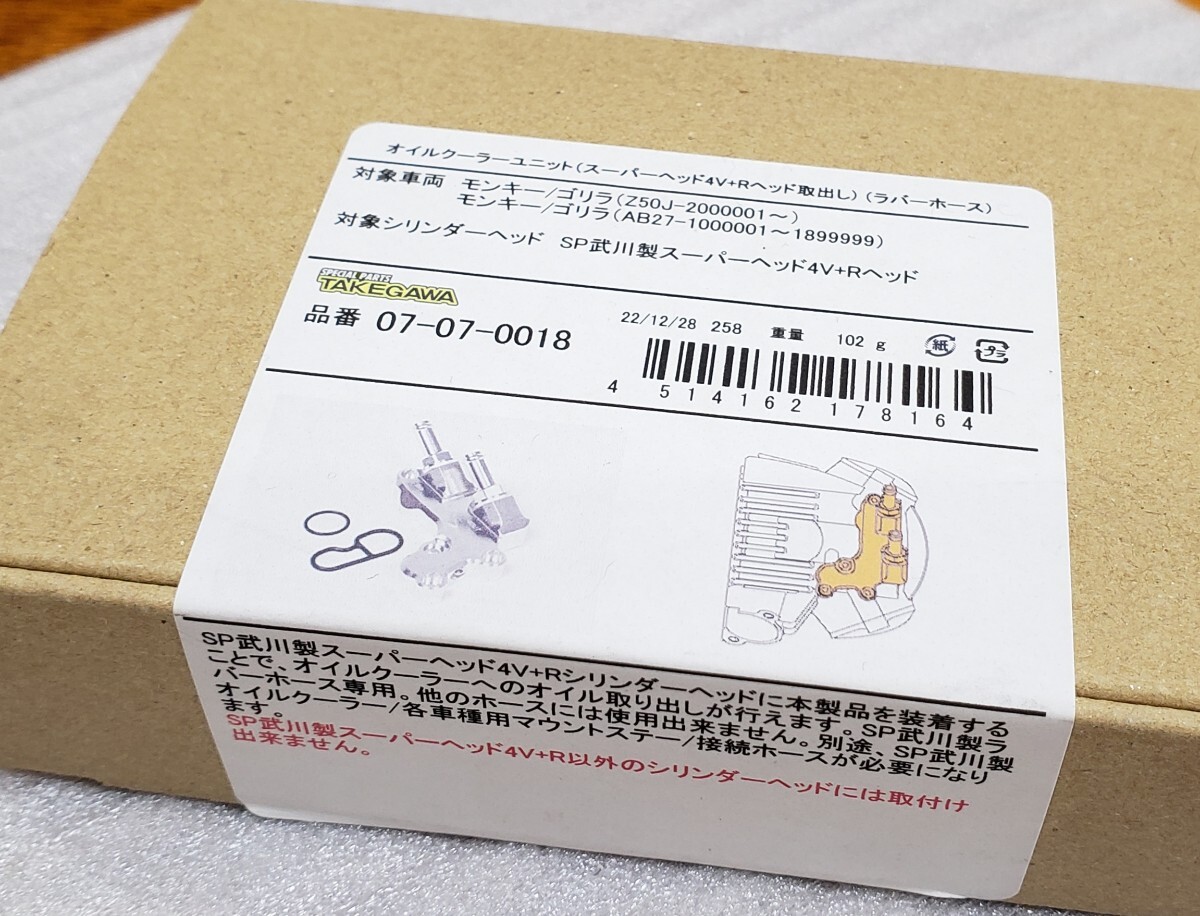 オイルクーラーユニット(スーパーヘッド4V+Rヘッド取出し)(ラバーホース)
対象車両 モンキー/ゴリラ(Z50J-2000001〜)
モンキー/ゴリラ(AB27-1000001〜1899999)
対象シリンダーヘッド SP武川製スーパーヘッド4V+Rヘッド
SPECIAL PARTS
TAKEGAWA
品番 07-07-0018
22/12/28 258 重量 102 g 紙 プラ
4 514162 178164
SP武川製スーパーヘッド4V+Rシリンダーヘッドに本製品を装着する
ことで、オイルクーラーへのオイル取り出しが行えます。SP武川製ラ
バーホース専用。他のホースには使用出来ません。別途、SP武川製
オイルクーラー/各車種用マウントステー/接続ホースが必要になり
ます。
SP武川製スーパーヘッド4V+R以外のシリンダーヘッドには取付け
出来ません。